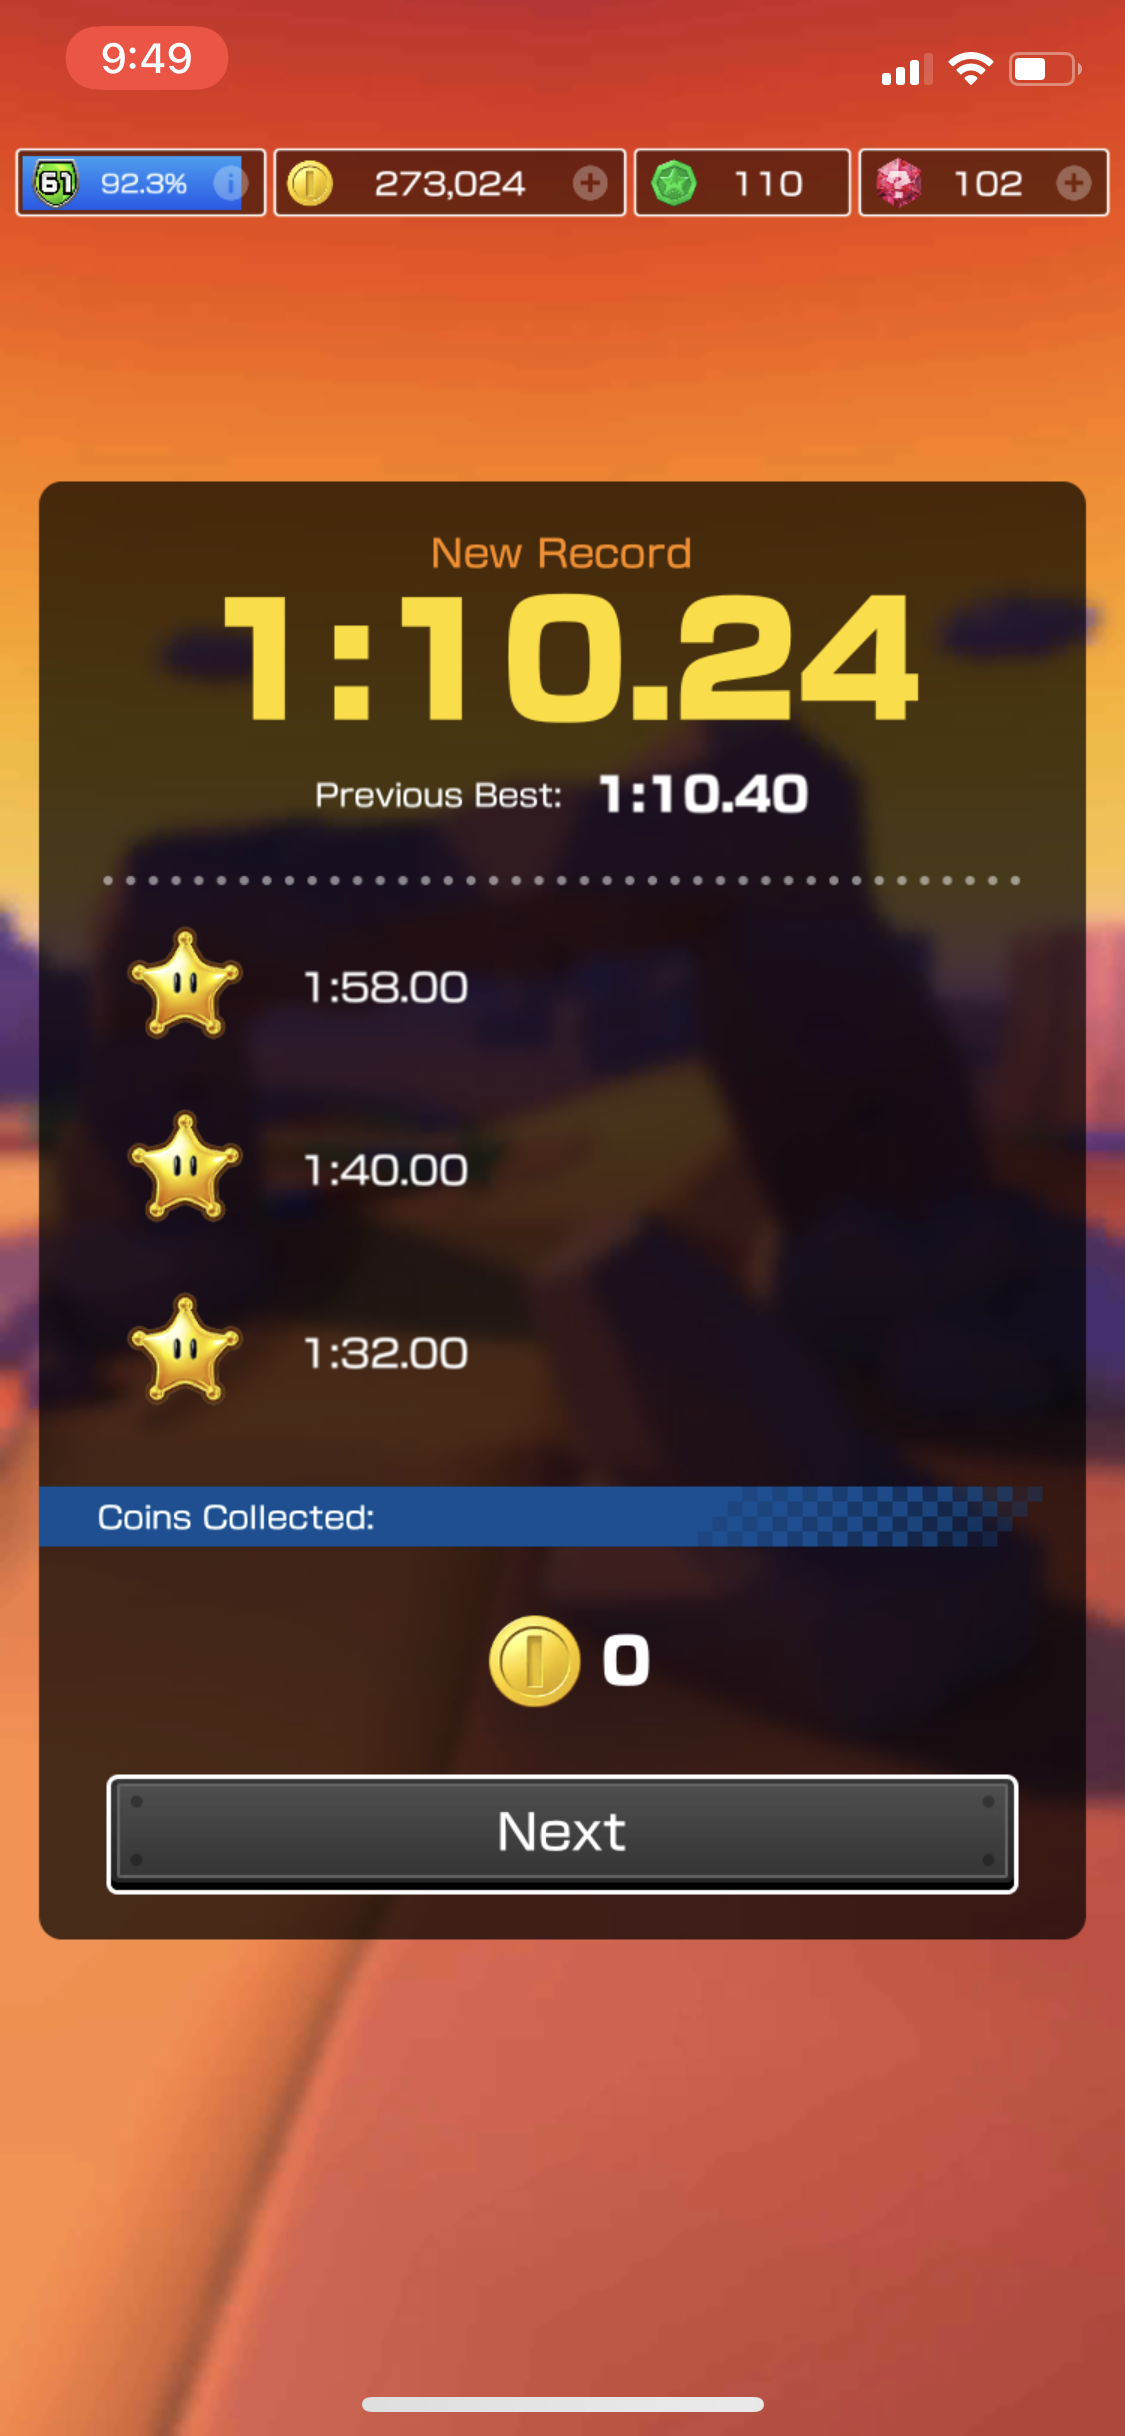 9:49
61 92.3% i 273,024 + 110 ? 102 +
New Record
1:10.24
Previous Best: 1:10.40
1:58.00
1:40.00
1:32.00
Coins Collected:
0
Next